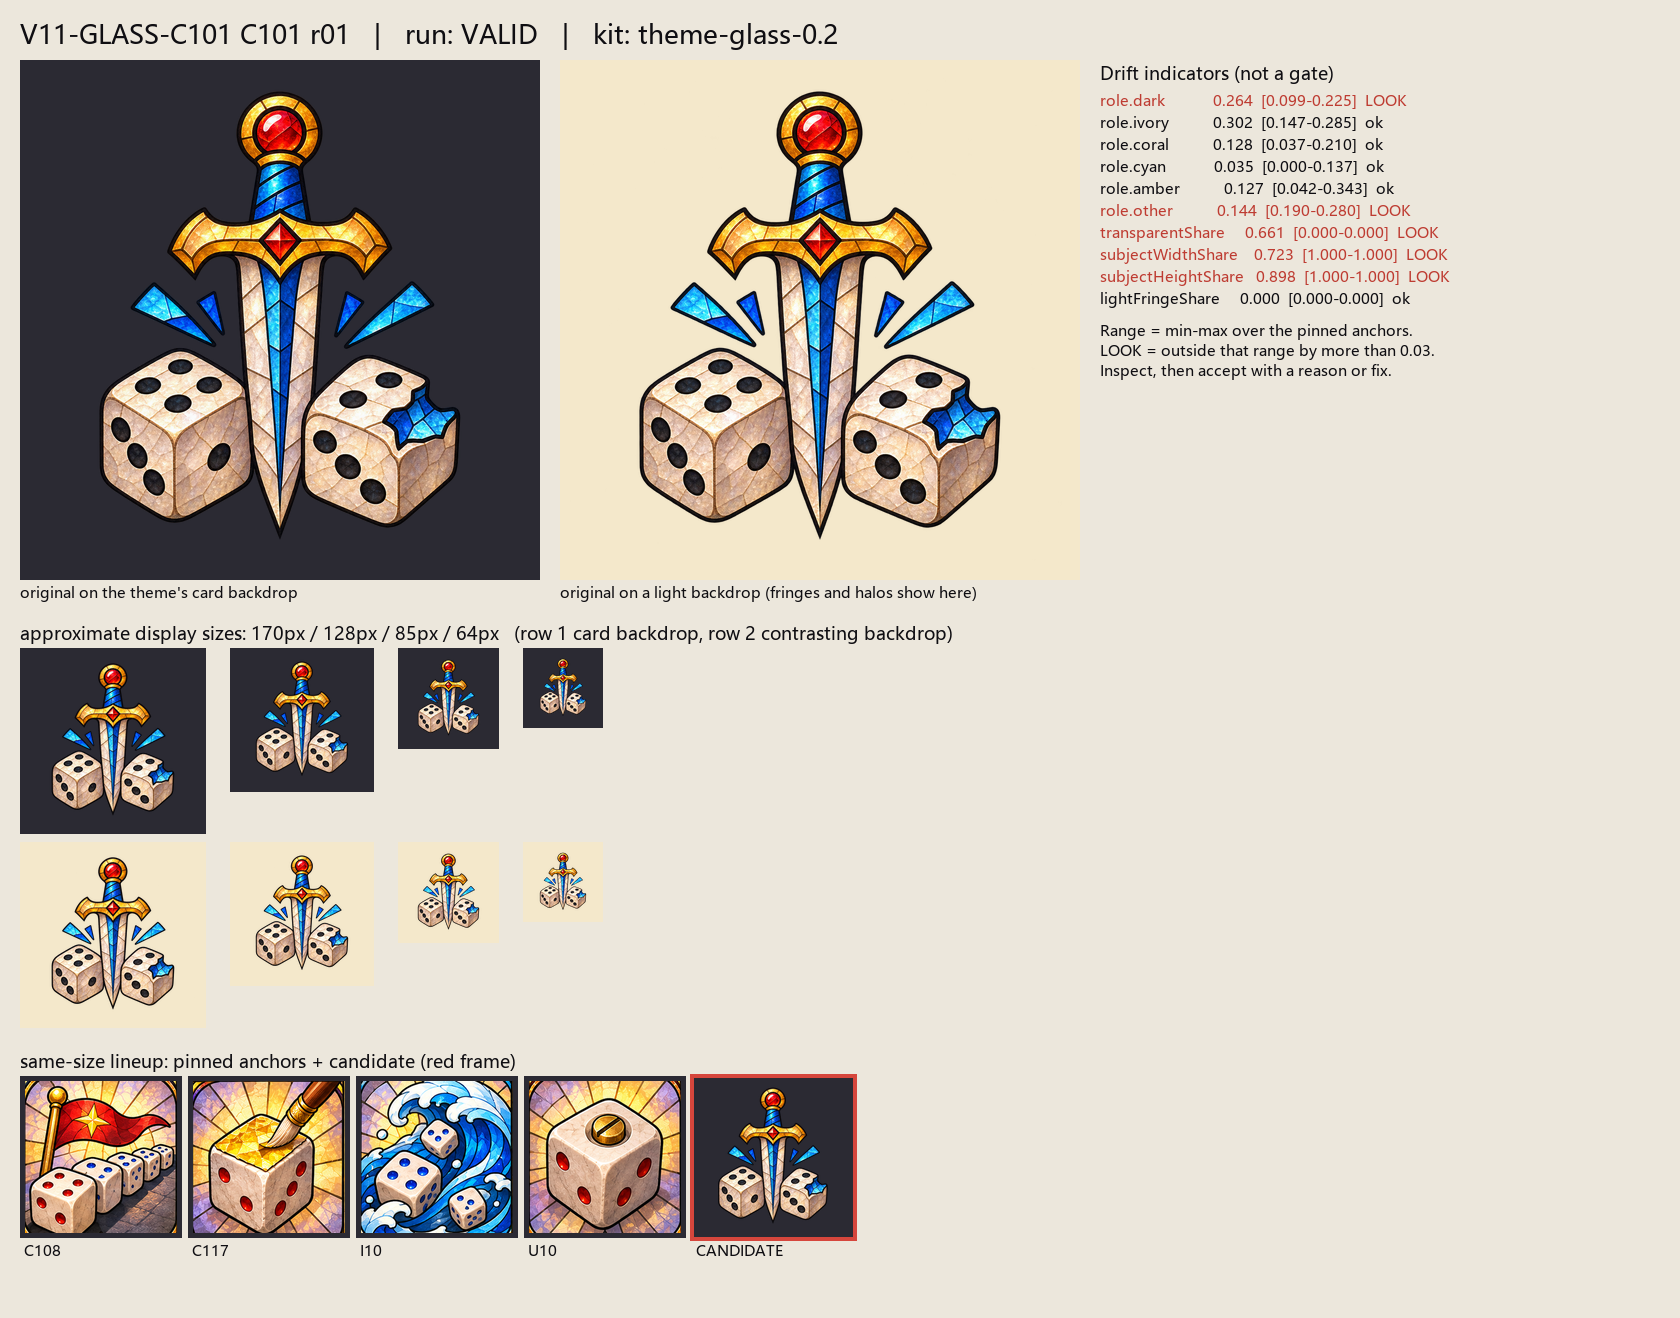 V11-GLASS-C101 C101 r01   |   run: VALID   |   kit: theme-glass-0.2
Drift indicators (not a gate)
role.dark 0.264 [0.099-0.225] LOOK
role.ivory 0.302 [0.147-0.285] ok
role.coral 0.128 [0.037-0.210] ok
role.cyan 0.035 [0.000-0.137] ok
role.amber 0.127 [0.042-0.343] ok
role.other 0.144 [0.190-0.280] LOOK
transparentShare 0.661 [0.000-0.000] LOOK
subjectWidthShare 0.723 [1.000-1.000] LOOK
subjectHeightShare 0.898 [1.000-1.000] LOOK
lightFringeShare 0.000 [0.000-0.000] ok
Range = min-max over the pinned anchors.
LOOK = outside that range by more than 0.03.
Inspect, then accept with a reason or fix.
original on the theme's card backdrop
original on a light backdrop (fringes and halos show here)
approximate display sizes: 170px / 128px / 85px / 64px   (row 1 card backdrop, row 2 contrasting backdrop)
same-size lineup: pinned anchors + candidate (red frame)
C108
C117
I10
U10
CANDIDATE